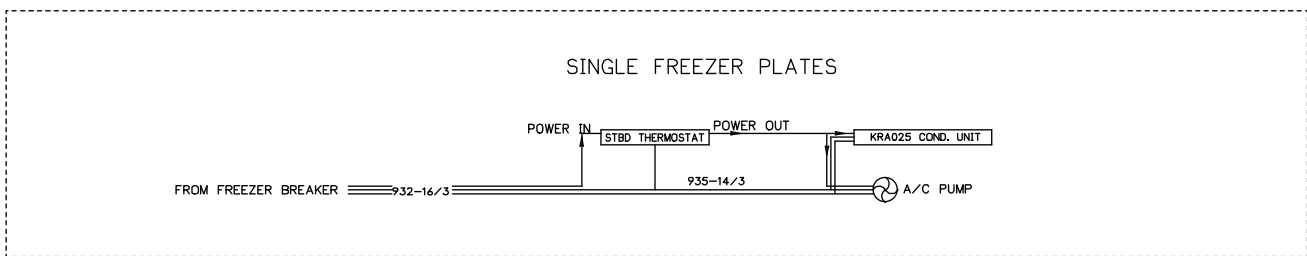 SINGLE FREEZER PLATES
POWER IN
STBD THERMOSTAT
POWER OUT
KRA025 COND. UNIT
FROM FREEZER BREAKER
932-16/3
935-14/3
A/C PUMP